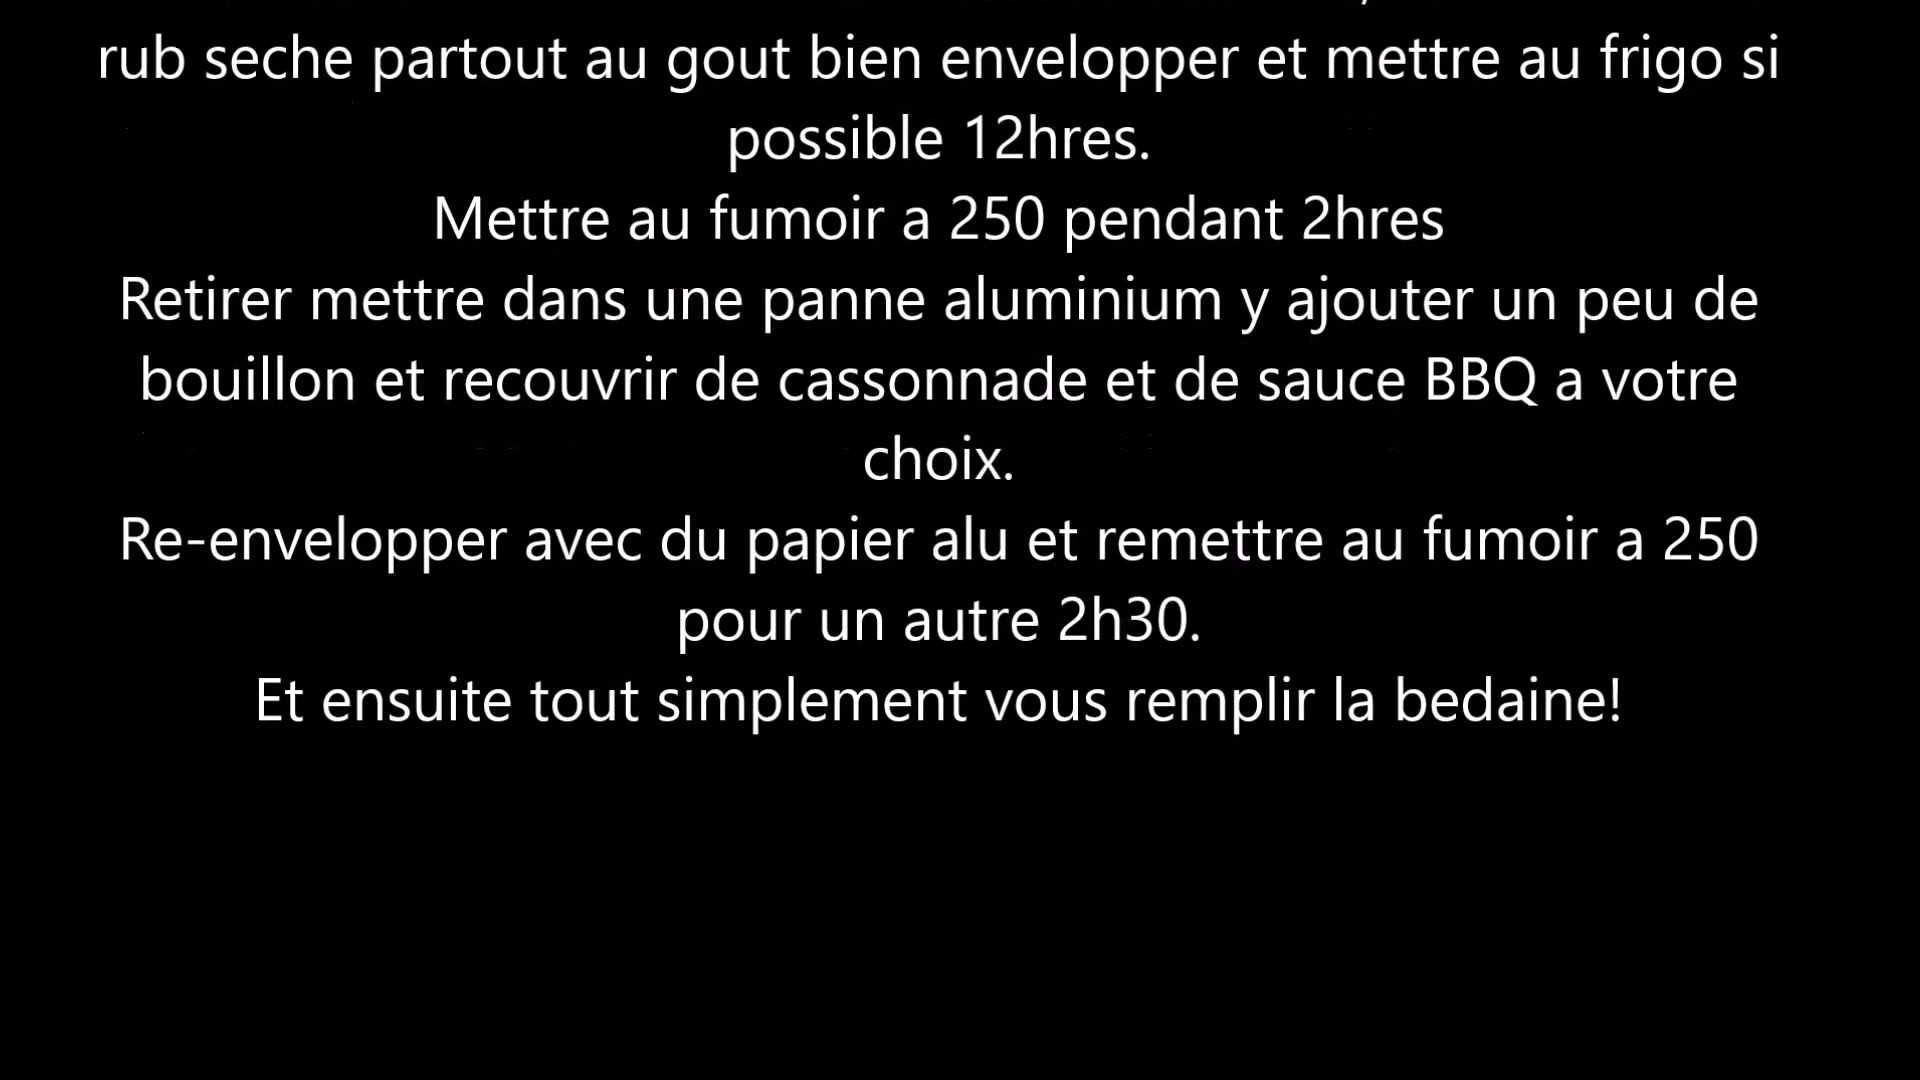 rub seche partout au gout bien envelopper et mettre au frigo si
possible 12hres.
Mettre au fumoir a 250 pendant 2hres
Retirer mettre dans une panne aluminium y ajouter un peu de
bouillon et recouvrir de cassonnade et de sauce BBQ a votre
choix.
Re-envelopper avec du papier alu et remettre au fumoir a 250
pour un autre 2h30.
Et ensuite tout simplement vous remplir la bedaine!